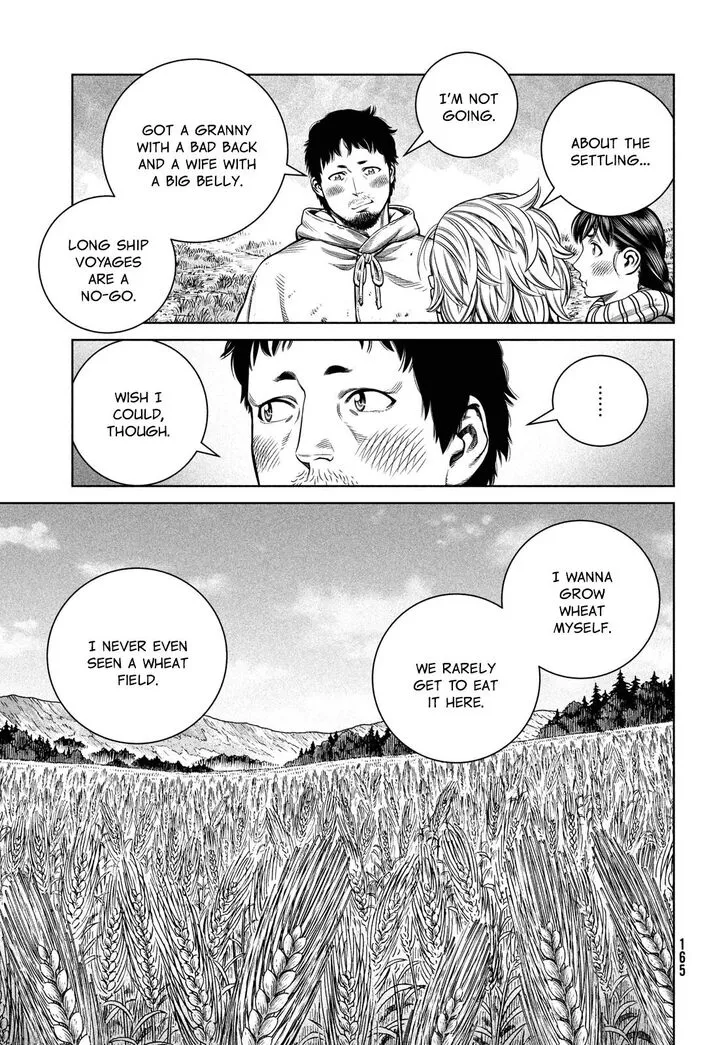 ABOUT THE
SETTLING...
I'M NOT
GOING.
GOT A GRANNY
WITH A BAD BACK
AND A WIFE WITH
A BIG BELLY.
LONG SHIP
VOYAGES ARE A
NO-GO.
......
WISH I
COULD,
THOUGH.
I WANNA
GROW
WHEAT
MYSELF.
WE RARELY
GET TO EAT
IT HERE.
I NEVER EVEN
SEEN A WHEAT
FIELD.
165